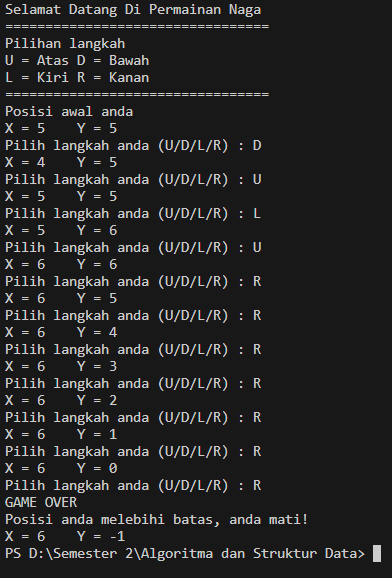 Selamat Datang Di Permainan Naga
=================================
Pilihan langkah
U = Atas D = Bawah
L = Kiri R = Kanan
=================================
Posisi awal anda
X = 5    Y = 5
Pilih langkah anda (U/D/L/R) : D
X = 4    Y = 5
Pilih langkah anda (U/D/L/R) : U
X = 5    Y = 5
Pilih langkah anda (U/D/L/R) : L
X = 5    Y = 6
Pilih langkah anda (U/D/L/R) : U
X = 6    Y = 6
Pilih langkah anda (U/D/L/R) : R
X = 6    Y = 5
Pilih langkah anda (U/D/L/R) : R
X = 6    Y = 4
Pilih langkah anda (U/D/L/R) : R
X = 6    Y = 3
Pilih langkah anda (U/D/L/R) : R
X = 6    Y = 2
Pilih langkah anda (U/D/L/R) : R
X = 6    Y = 1
Pilih langkah anda (U/D/L/R) : R
X = 6    Y = 0
Pilih langkah anda (U/D/L/R) : R
GAME OVER
Posisi anda melebihi batas, anda mati!
X = 6    Y = -1
PS D:\Semester 2\Algoritma dan Struktur Data>